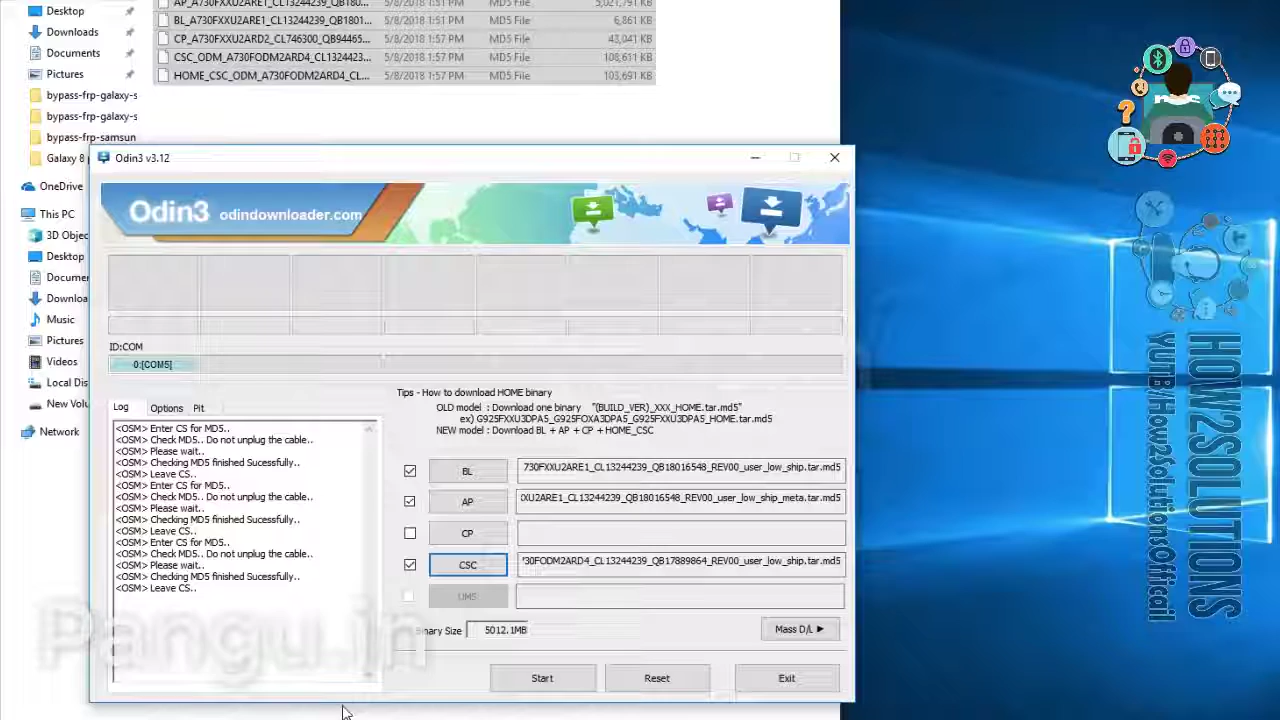 Desktop
Downloads
Documents
Pictures
bypass-frp-galaxy-s
bypass-frp-galaxy-s
bypass-frp-samsun
Galaxy 8
OneDrive
This PC
3D Objec
Desktop
Docume
Downloa
Music
Pictures
Videos
Local Dis
New Volu
Network
AP_A730FXXU2ARE1_CL13244239_QB180... 5/8/2018 1:51 PM MD5 File 5,021,791 KB
BL_A730FXXU2ARE1_CL13244239_QB1801... 5/8/2018 1:51 PM MD5 File 6,861 KB
CP_A730FXXU2ARD2_CL746300_QB94465... 5/8/2018 1:57 PM MD5 File 43,041 KB
CSC_ODM_A730FODM2ARD4_CL1324423... 5/8/2018 1:57 PM MD5 File 108,611 KB
HOME_CSC_ODM_A730FODM2ARD4_CL... 5/8/2018 1:57 PM MD5 File 103,691 KB
Odin3 v3.12
Odin3 odindownloader.com
ID:COM
0:[COM5]
Log Options Pit
<OSM> Enter CS for MD5..
<OSM> Check MD5.. Do not unplug the cable..
<OSM> Please wait..
<OSM> Checking MD5 finished Sucessfully..
<OSM> Leave CS..
<OSM> Enter CS for MD5..
<OSM> Check MD5.. Do not unplug the cable..
<OSM> Please wait..
<OSM> Checking MD5 finished Sucessfully..
<OSM> Leave CS..
<OSM> Enter CS for MD5..
<OSM> Check MD5.. Do not unplug the cable..
<OSM> Please wait..
<OSM> Checking MD5 finished Sucessfully..
<OSM> Leave CS..
Tips - How to download HOME binary
OLD model : Download one binary "(BUILD_VER)_XXX_HOME.tar.md5"
ex) G925FXXU3DPA5_G925FOXA3DPA5_G925FXXU3DPA5_HOME.tar.md5
NEW model : Download BL + AP + CP + HOME_CSC
BL 730FXXU2ARE1_CL13244239_QB18016548_REV00_user_low_ship.tar.md5
AP XU2ARE1_CL13244239_QB18016548_REV00_user_low_ship_meta.tar.md5
CP
CSC 730FODM2ARD4_CL13244239_QB17889864_REV00_user_low_ship.tar.md5
UMS
Binary Size 5012.1MB
Mass D/L ▶
Start Reset Exit
Pangu.in
HOW2SOLUTIONS
YUTB/How2SolutionsOfficail